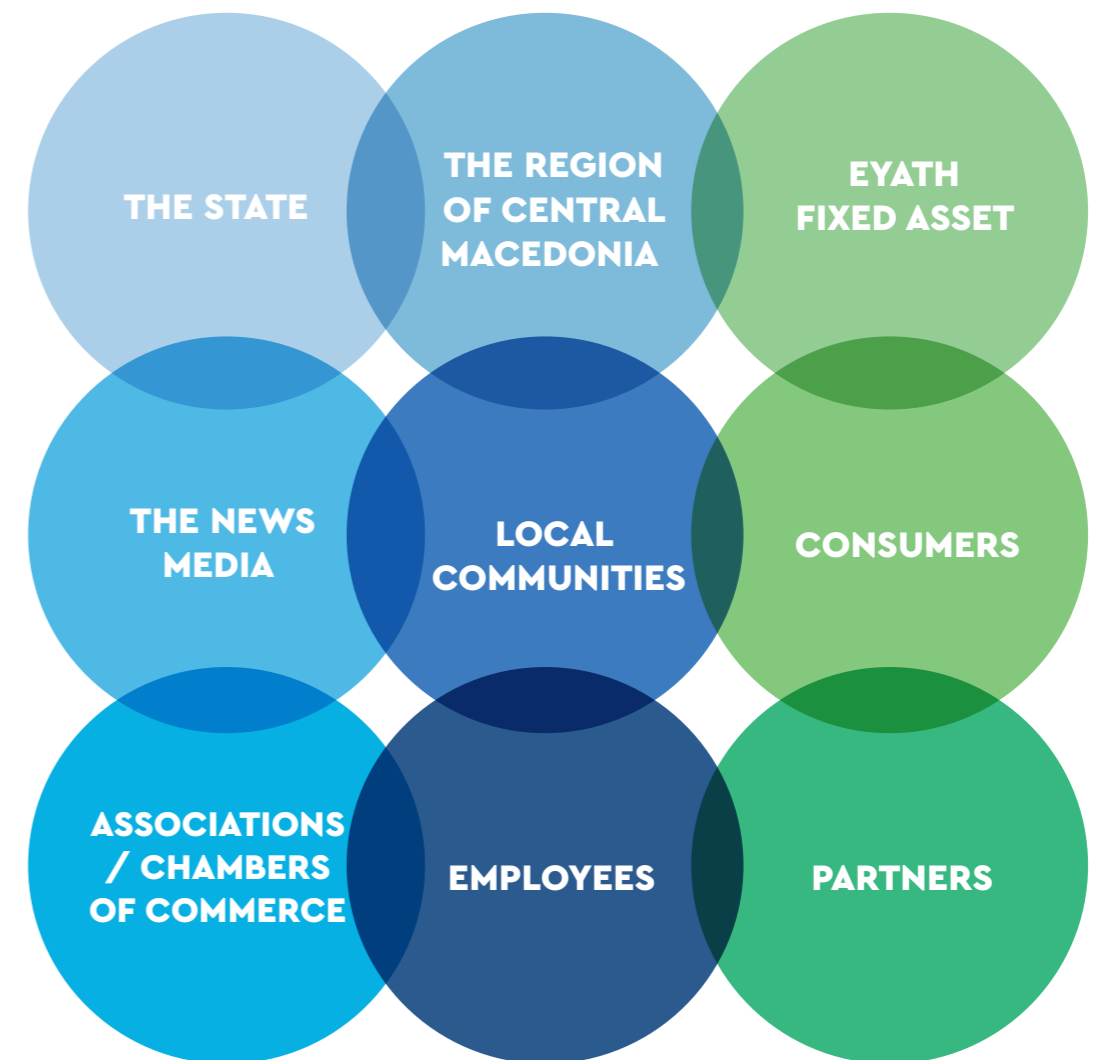 THE STATE
THE REGION
OF CENTRAL
MACEDONIA
EYATH
FIXED ASSET
THE NEWS
MEDIA
LOCAL
COMMUNITIES
CONSUMERS
ASSOCIATIONS
/ CHAMBERS
OF COMMERCE
EMPLOYEES
PARTNERS